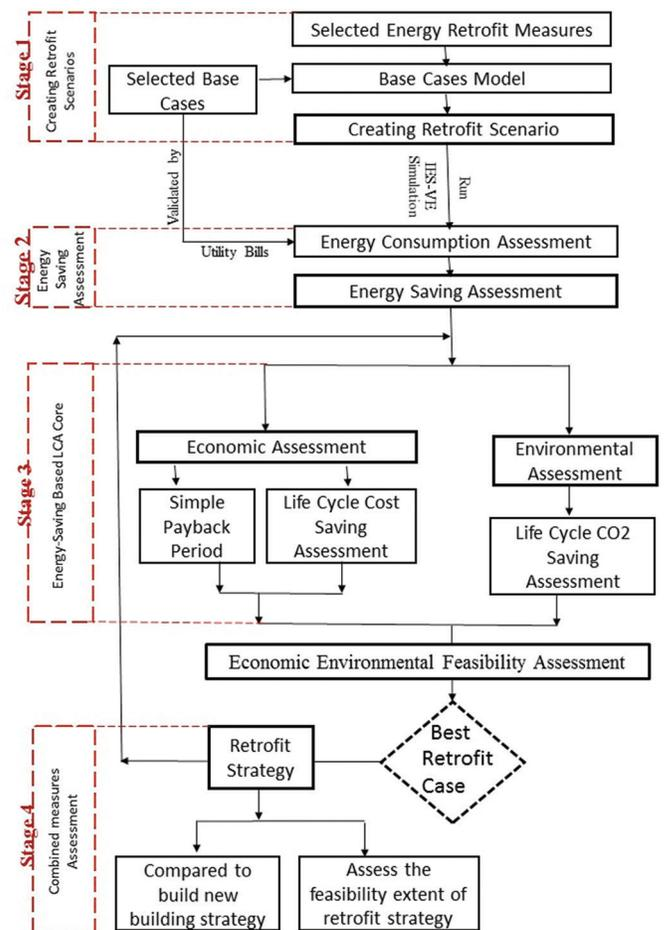 Stage 1
Creating Retrofit
Scenarios
Selected Energy Retrofit Measures
Selected Base
Cases
Base Cases Model
Creating Retrofit Scenario
Validated by
Utility Bills
Run
IES-VE
Simulation
Stage 2
Energy
Saving
Assessment
Energy Consumption Assessment
Energy Saving Assessment
Stage 3
Energy-Saving Based LCA Core
Economic Assessment
Environmental
Assessment
Simple
Payback
Period
Life Cycle Cost
Saving
Assessment
Life Cycle CO2
Saving
Assessment
Economic Environmental Feasibility Assessment
Best
Retrofit
Case
Stage 4
Combined measures
Assessment
Retrofit
Strategy
Compared to
build new
building strategy
Assess the
feasibility extent of
retrofit strategy